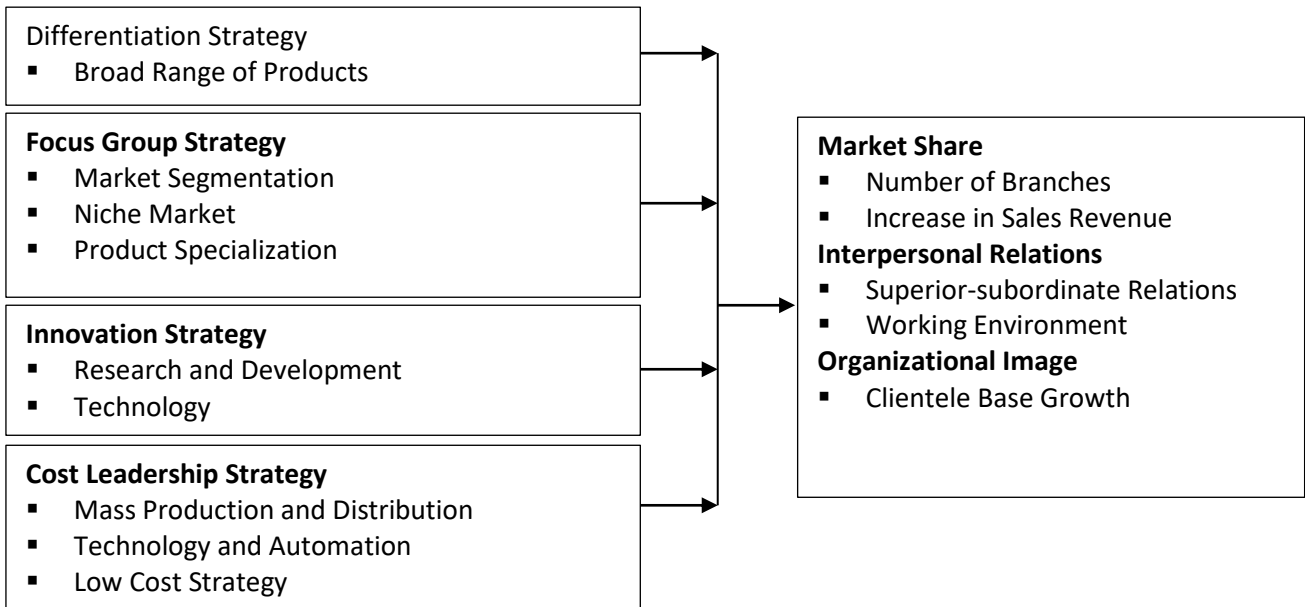 Differentiation Strategy
▪ Broad Range of Products
Focus Group Strategy
▪ Market Segmentation
▪ Niche Market
▪ Product Specialization
Innovation Strategy
▪ Research and Development
▪ Technology
Cost Leadership Strategy
▪ Mass Production and Distribution
▪ Technology and Automation
▪ Low Cost Strategy
Market Share
▪ Number of Branches
▪ Increase in Sales Revenue
Interpersonal Relations
▪ Superior-subordinate Relations
▪ Working Environment
Organizational Image
▪ Clientele Base Growth